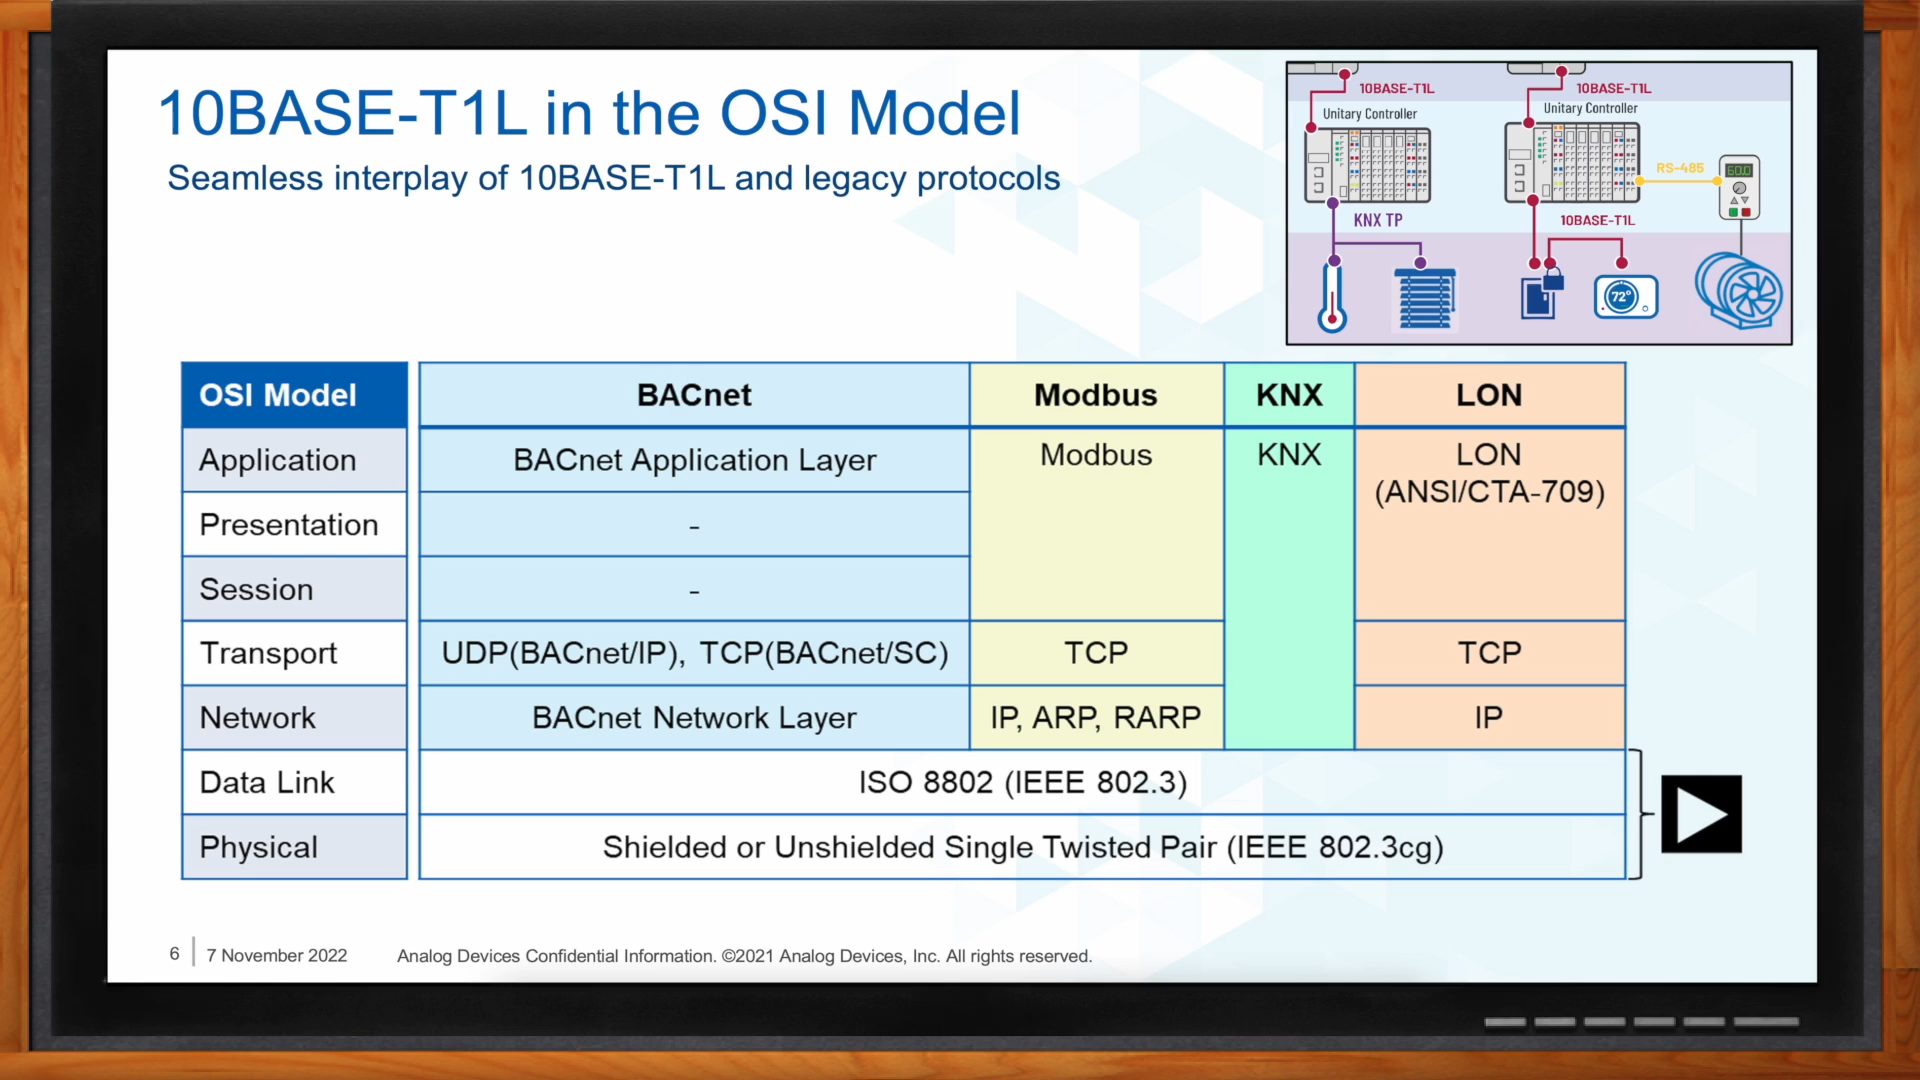 10BASE-T1L in the OSI Model
Seamless interplay of 10BASE-T1L and legacy protocols
10BASE-T1L
10BASE-T1L
Unitary Controller
Unitary Controller
RS-485
60.0
KNX TP
10BASE-T1L
72°
OSI Model
BACnet
Modbus
KNX
LON
Application
BACnet Application Layer
Modbus
KNX
LON
(ANSI/CTA-709)
Presentation
-
Session
-
Transport
UDP(BACnet/IP), TCP(BACnet/SC)
TCP
TCP
Network
BACnet Network Layer
IP, ARP, RARP
IP
Data Link
ISO 8802 (IEEE 802.3)
Physical
Shielded or Unshielded Single Twisted Pair (IEEE 802.3cg)
6
7 November 2022
Analog Devices Confidential Information. ©2021 Analog Devices, Inc. All rights reserved.